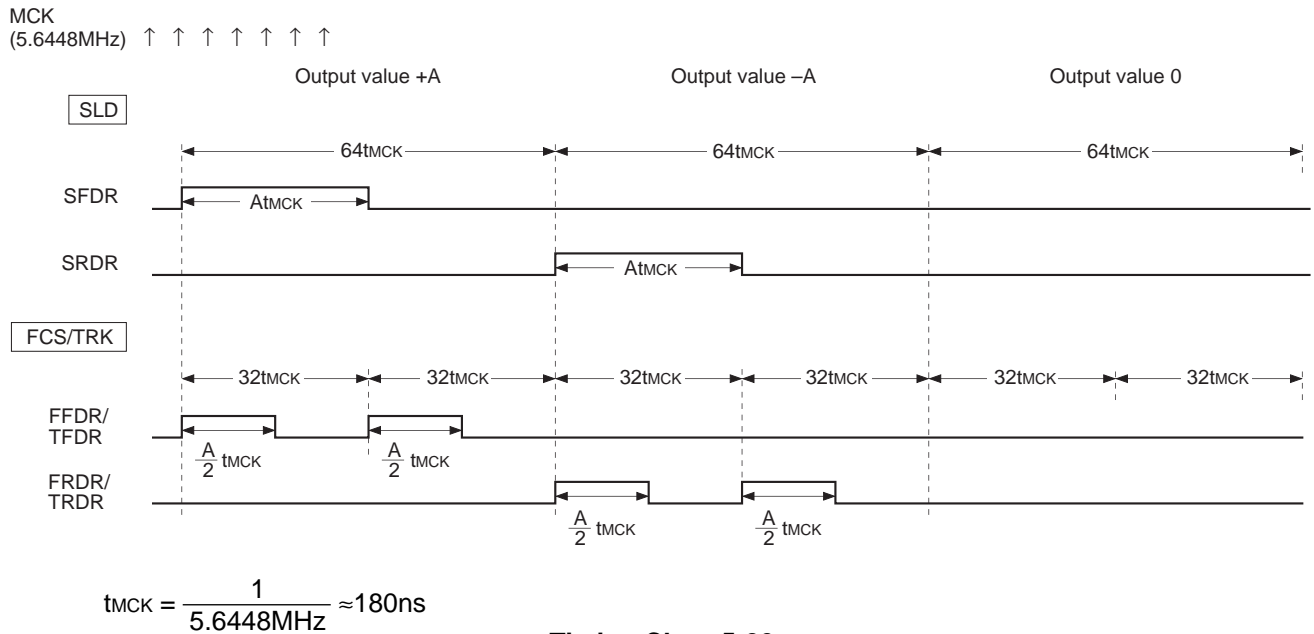 MCK
(5.6448MHz) ↑ ↑ ↑ ↑ ↑ ↑ ↑
Output value +A Output value –A Output value 0
SLD
64tMCK 64tMCK 64tMCK
SFDR AtMCK
SRDR AtMCK
FCS/TRK
32tMCK 32tMCK 32tMCK 32tMCK 32tMCK 32tMCK
FFDR/
TFDR
A/2 tMCK A/2 tMCK
FRDR/
TRDR
A/2 tMCK A/2 tMCK
tMCK = 1/5.6448MHz ≈180ns